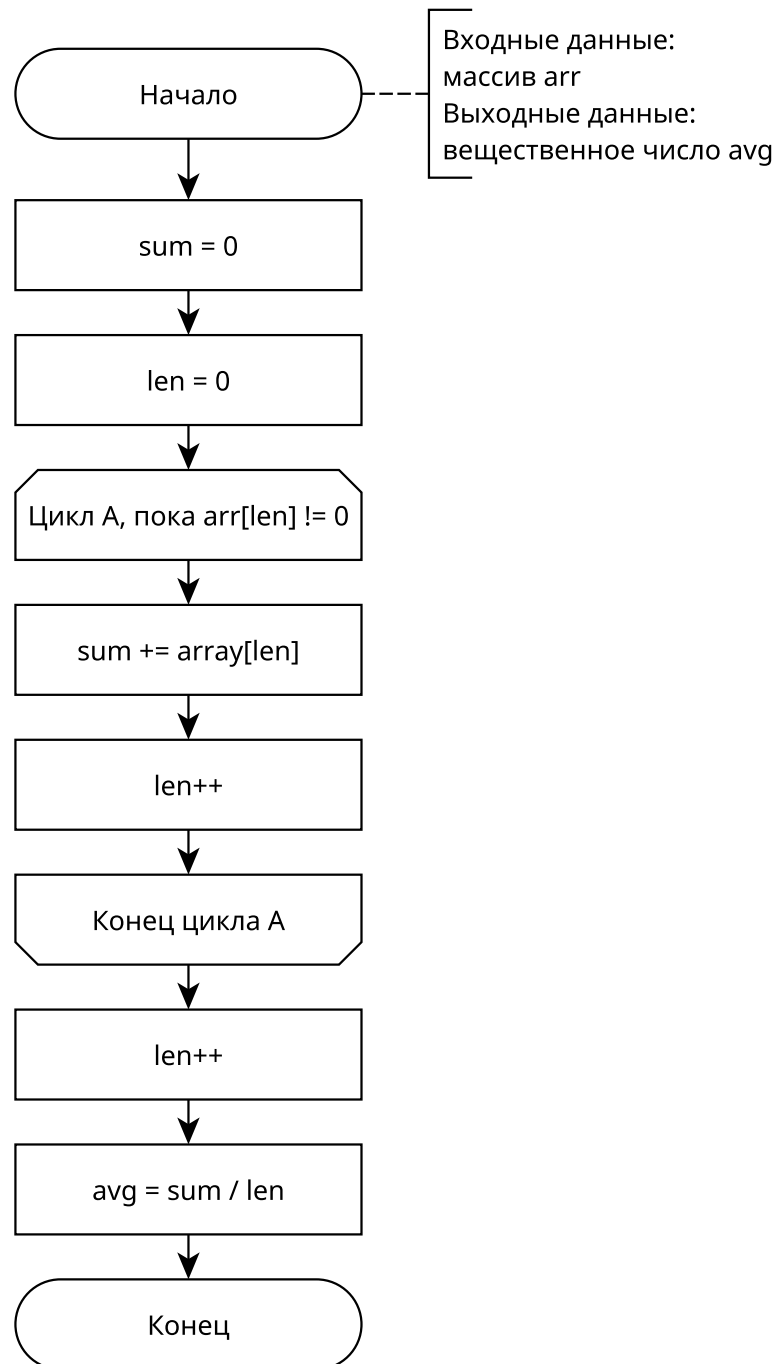 Начало
Входные данные:
массив arr
Выходные данные:
вещественное число avg
sum = 0
len = 0
Цикл А, пока arr[len] != 0
sum += array[len]
len++
Конец цикла А
len++
avg = sum / len
Конец